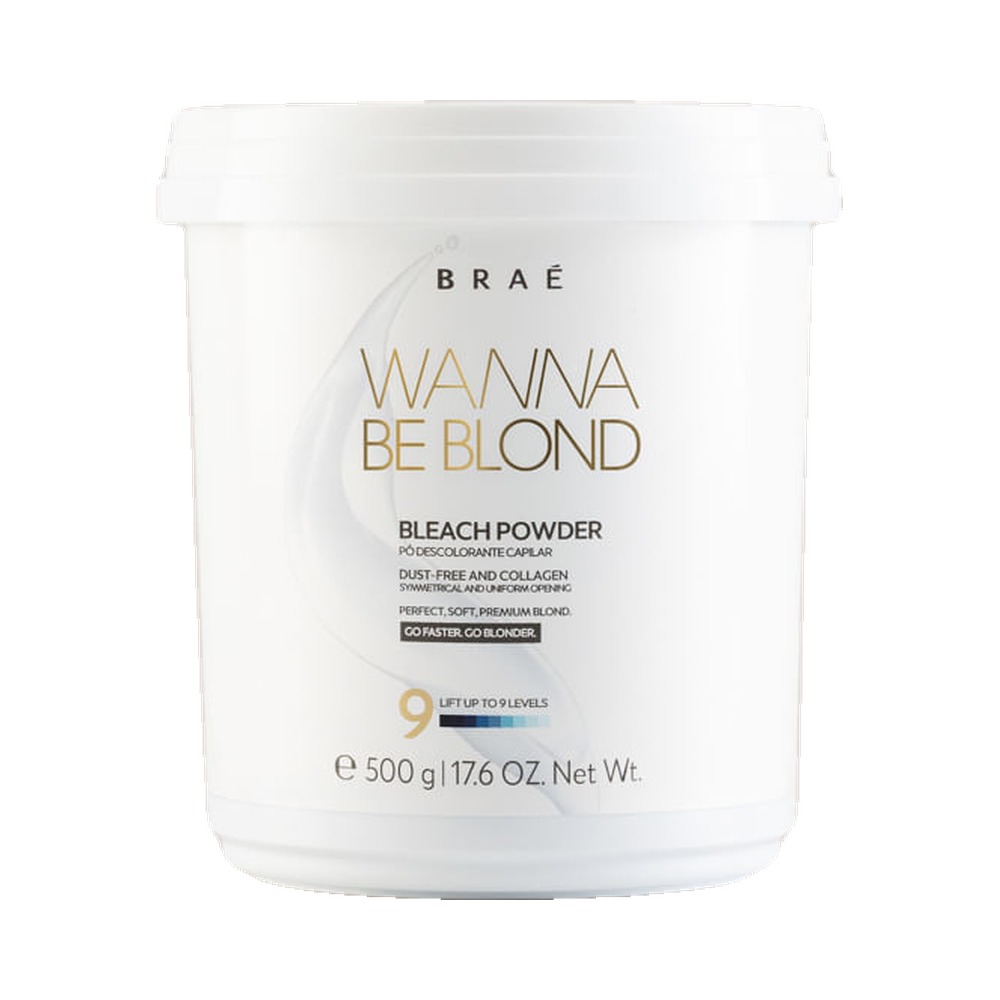 BRAÉ
WANNA
BE BLOND
BLEACH POWDER
PÓ DESCOLORANTE CAPILAR
DUST-FREE AND COLLAGEN
SYMMETRICAL AND UNIFORM OPENING
PERFECT, SOFT, PREMIUM BLOND.
GO FASTER. GO BLONDER.
9 LIFT UP TO 9 LEVELS
℮ 500 g | 17.6 OZ. Net Wt.